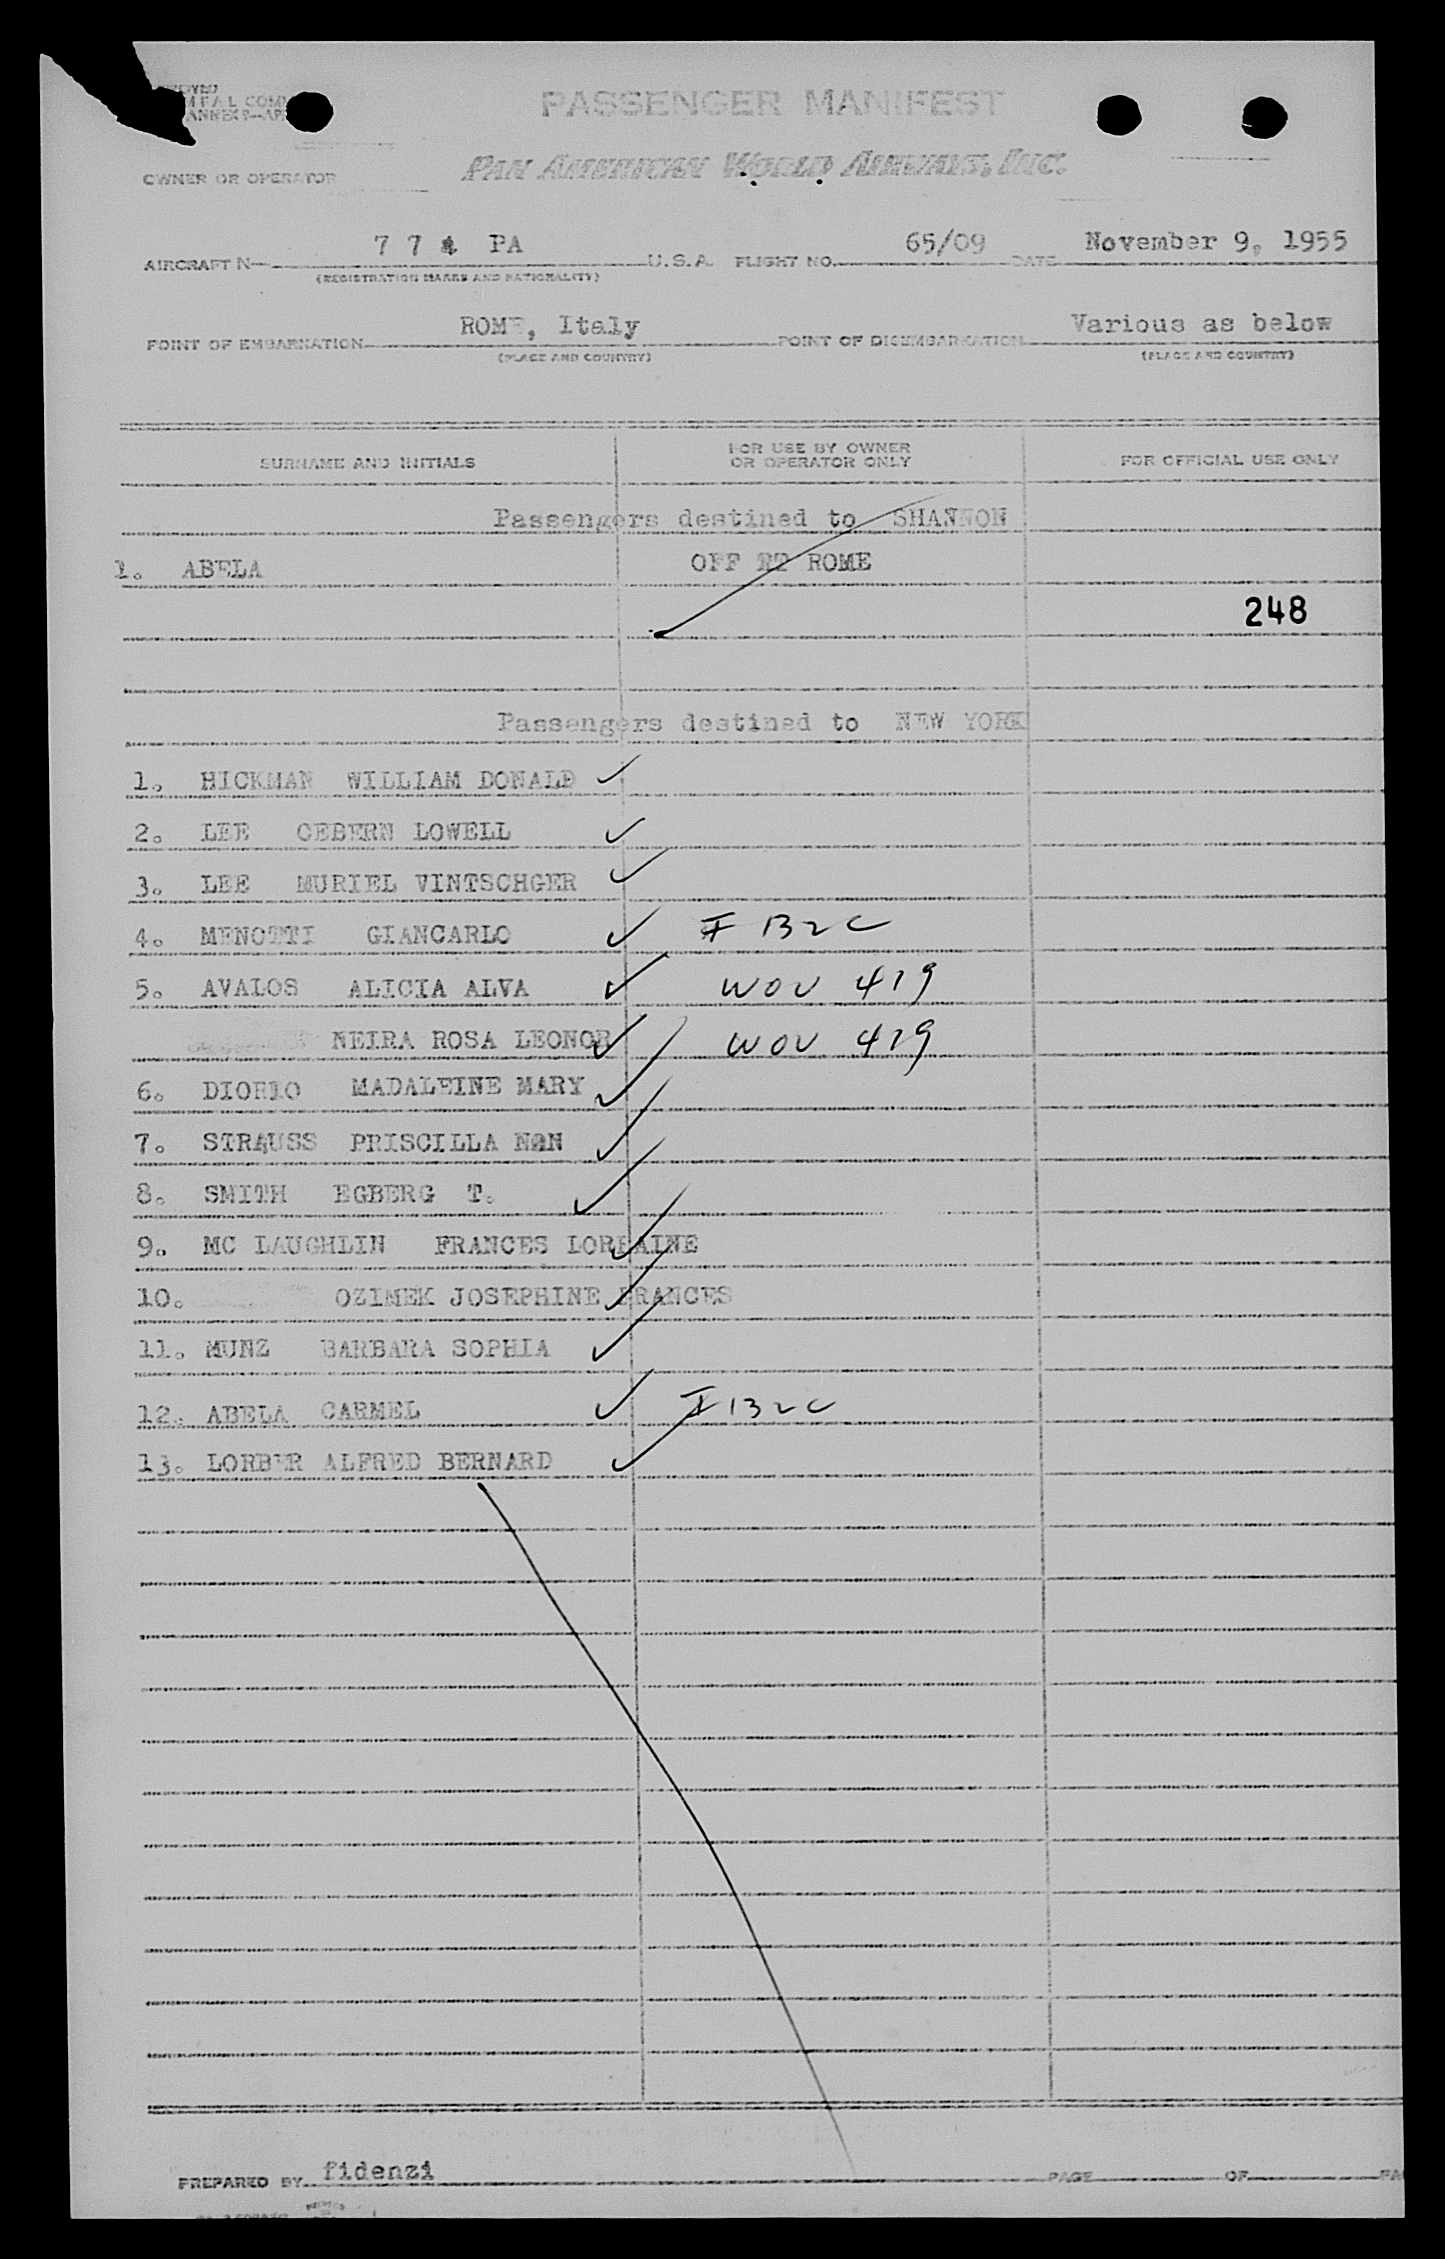 PASSENGER MANIFEST
OWNER OR OPERATOR PAN AMERICAN WORLD AIRWAYS, INC.
AIRCRAFT N 7 7 4 PA U.S.A. FLIGHT NO. 65/09 DATE November 9, 1955
(REGISTRATION MARKS AND NATIONALITY)
POINT OF EMBARKATION ROME, Italy POINT OF DISEMBARKATION Various as below
(PLACE AND COUNTRY) (PLACE AND COUNTRY)
SURNAME AND INITIALS FOR USE BY OWNER OR OPERATOR ONLY FOR OFFICIAL USE ONLY
Passengers destined to SHANNON
1. ABELA OFF ET ROME
248
Passengers destined to NEW YORK
1. HICKMAN WILLIAM DONALD ✓
2. LEE OEBERN LOWELL ✓
3. LEE MURIEL VINTSCHGER ✓
4. MENOTTI GIANCARLO ✓ I B2C
5. AVALOS ALICIA ALVA ✓ WOV 419
NEIRA ROSA LEONOR ✓ WOV 419
6. DIORIO MADALEINE MARY ✓
7. STRAUSS PRISCILLA NAN ✓
8. SMITH EGBERG T. ✓
9. MC LAUGHLIN FRANCES LORRAINE ✓
10. OZIMEK JOSEPHINE FRANCES ✓
11. MUNZ BARBARA SOPHIA ✓
12. ABELA CARMEL ✓ I B2C
13. LORBER ALFRED BERNARD ✓
PREPARED BY fidenzi PAGE OF PA